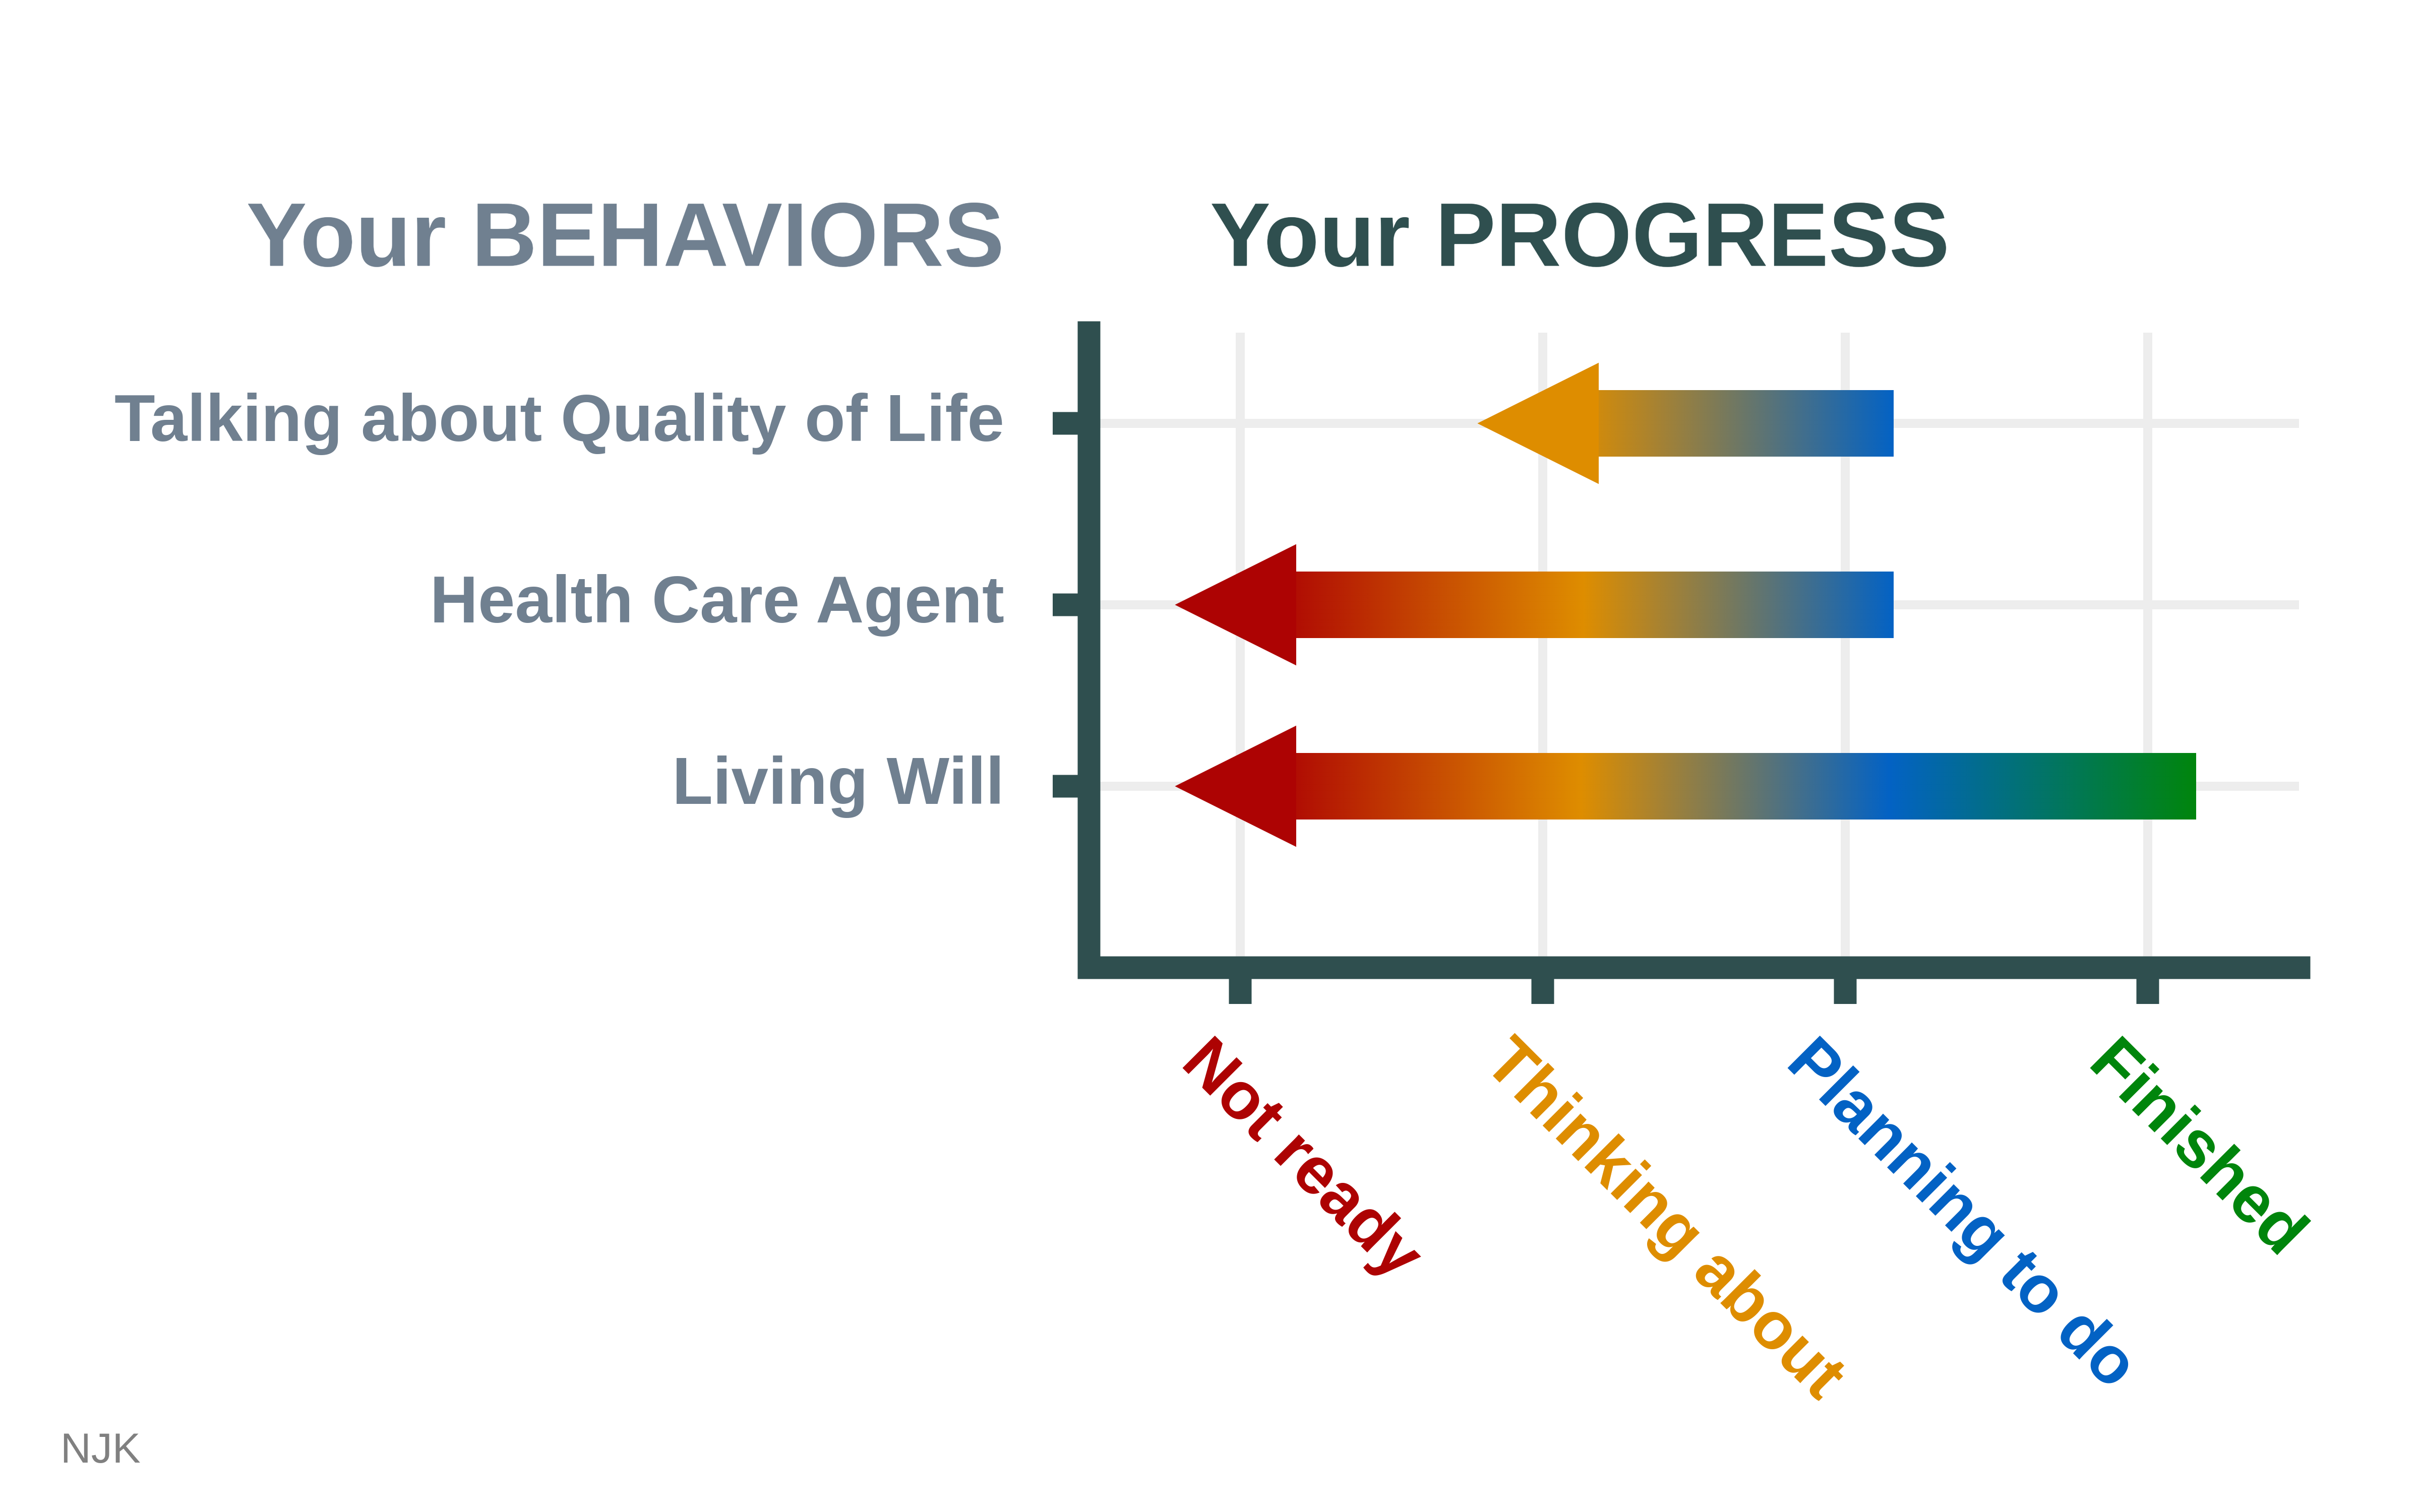 Your BEHAVIORS
Your PROGRESS
Talking about Quality of Life
Health Care Agent
Living Will
Not ready
Thinking about
Planning to do
Finished
NJK